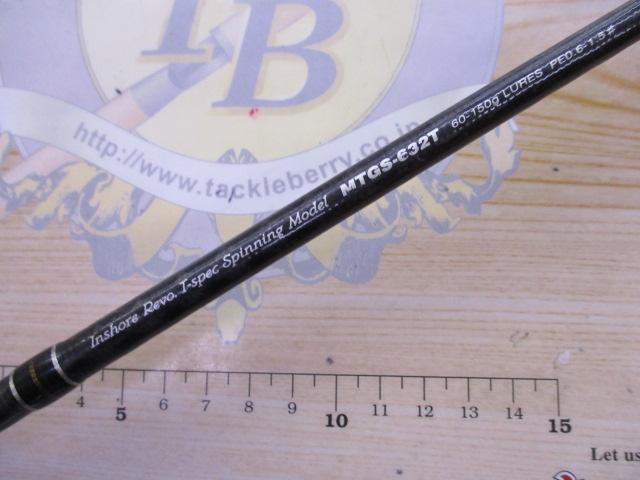 TB
http://www.tackleberry.co.jp
Inshore Revo. I-spec Spinning Model MTGS-632T 60-150g LURES PE0.6-1.5#
4 5 6 7 8 9 10 11 12 13 14 15
Let us